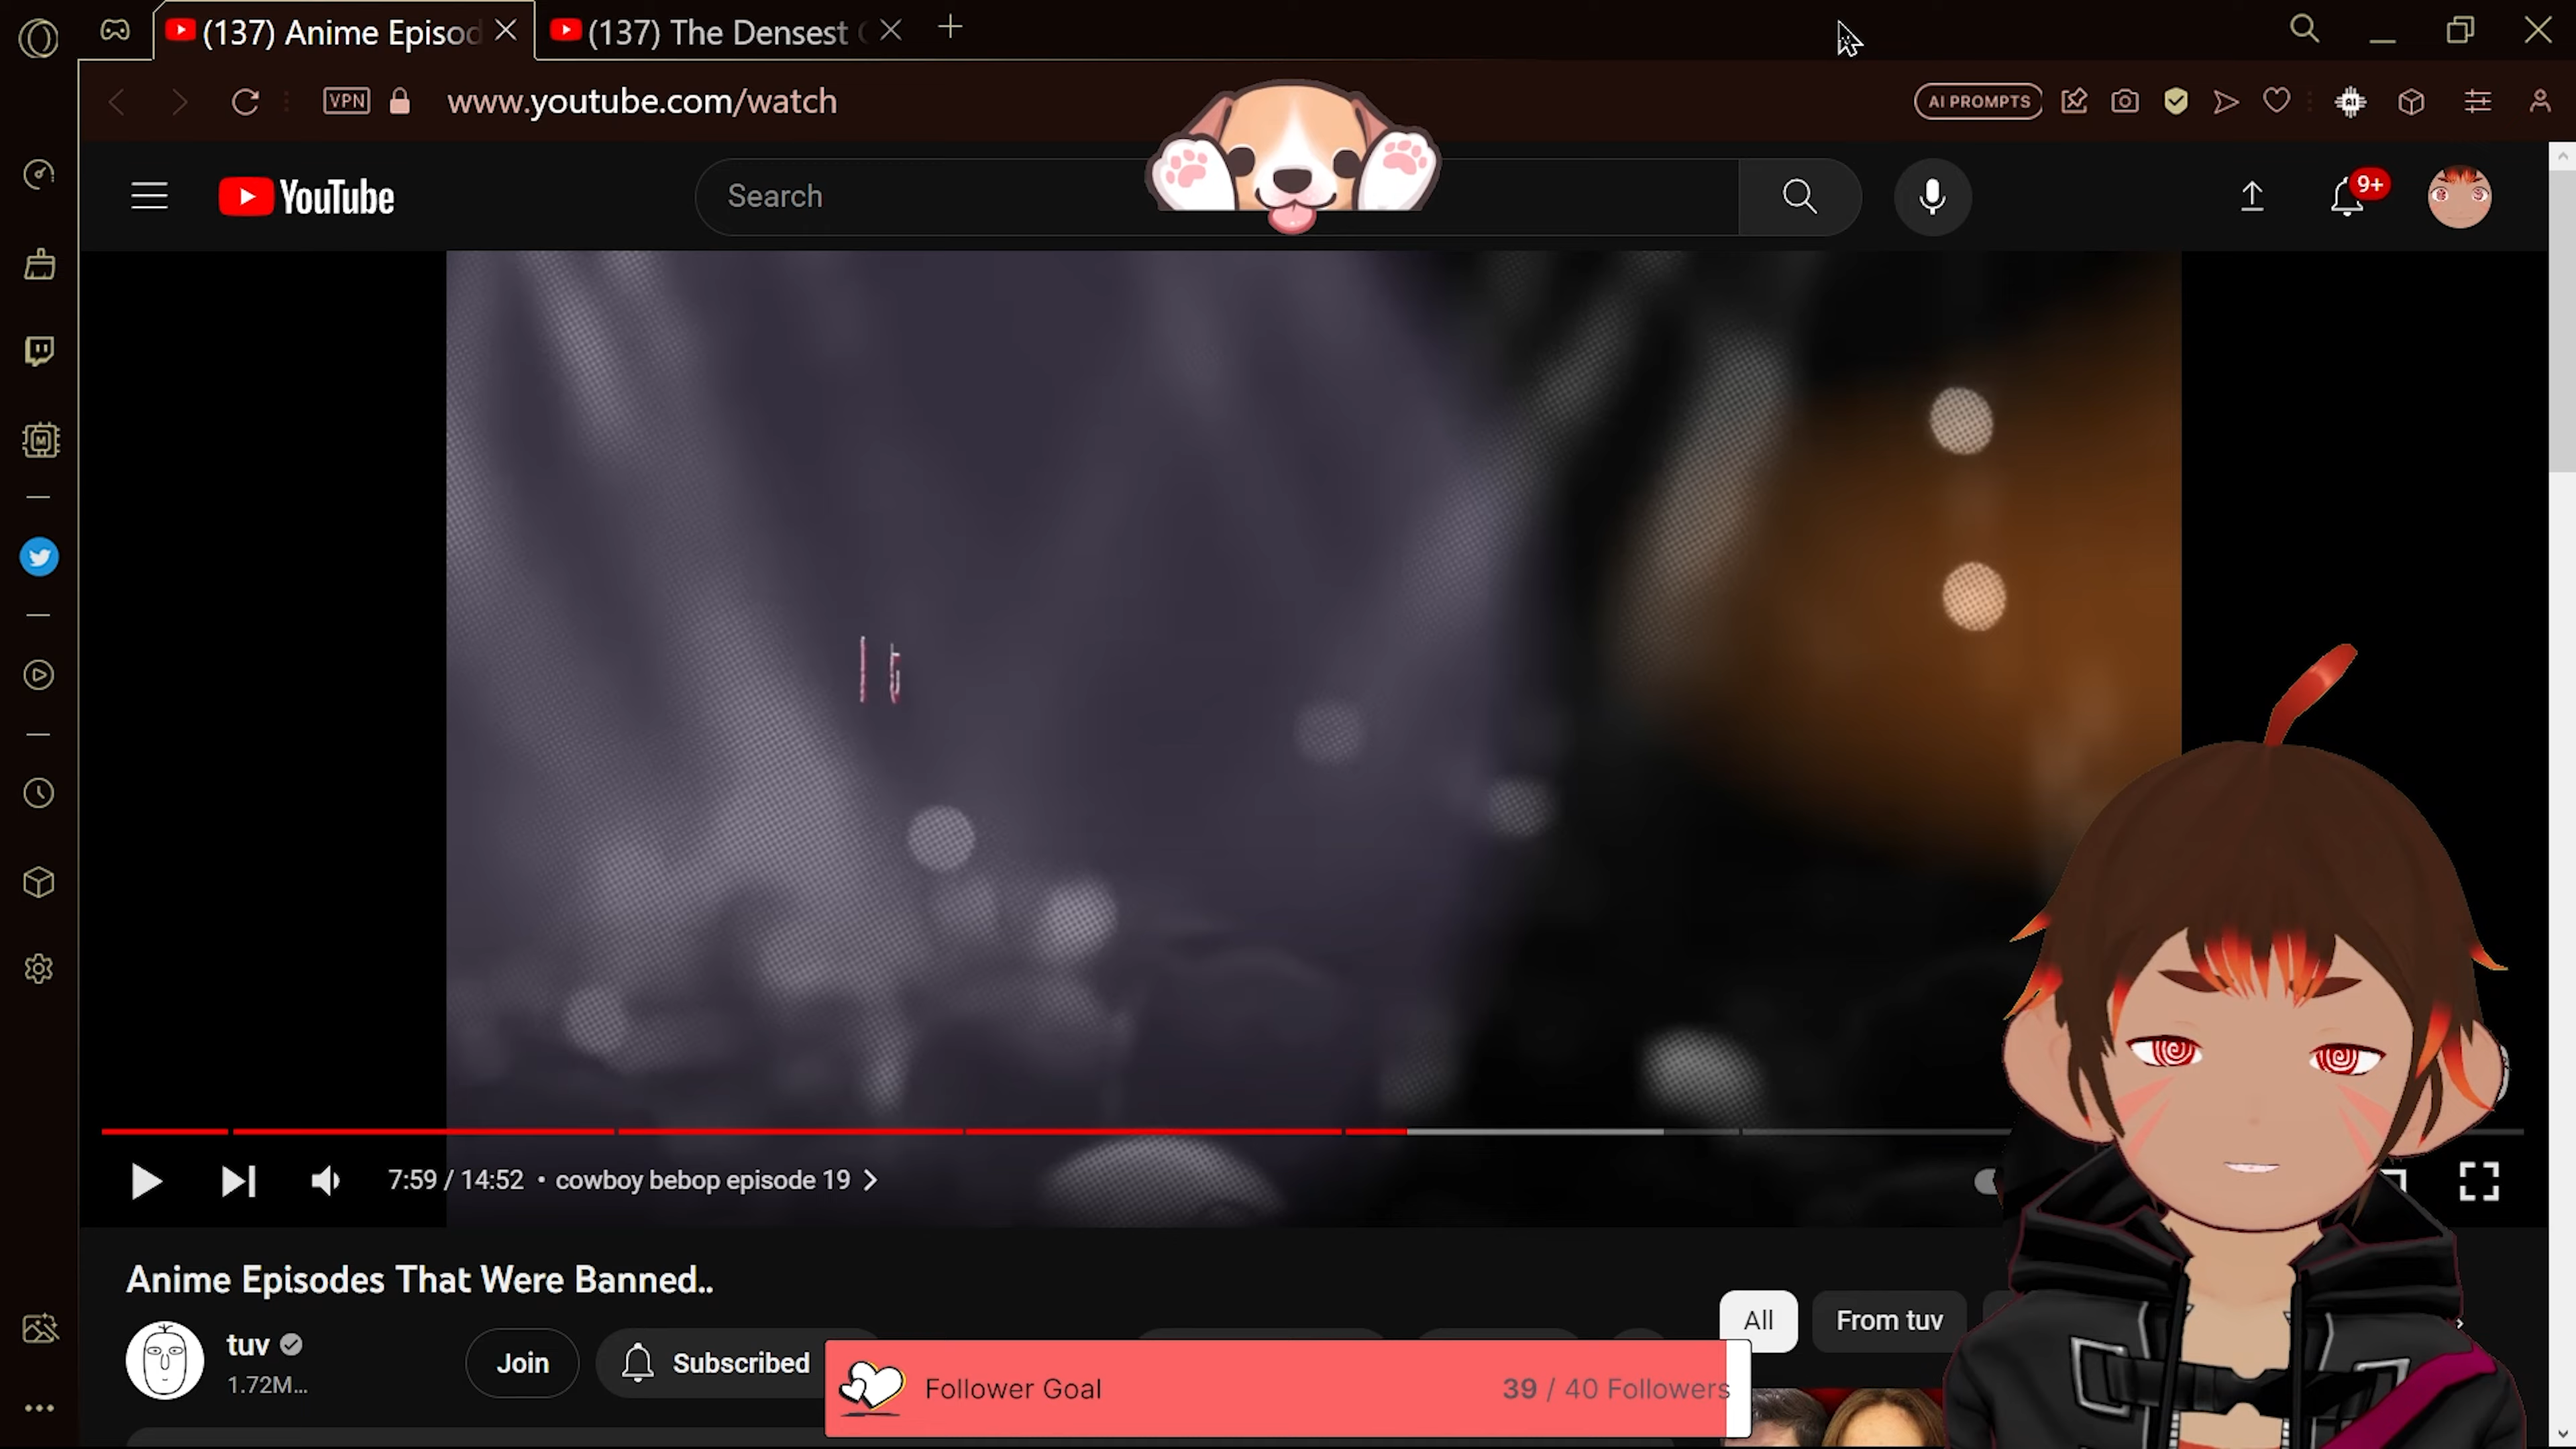 (137) Anime Episod
(137) The Densest
VPN
www.youtube.com/watch
AI PROMPTS
YouTube
Search
9+
7:59 / 14:52 • cowboy bebop episode 19
Anime Episodes That Were Banned..
tuv
1.72M...
Join
Subscribed
All
From tuv
Follower Goal
39 / 40 Followers